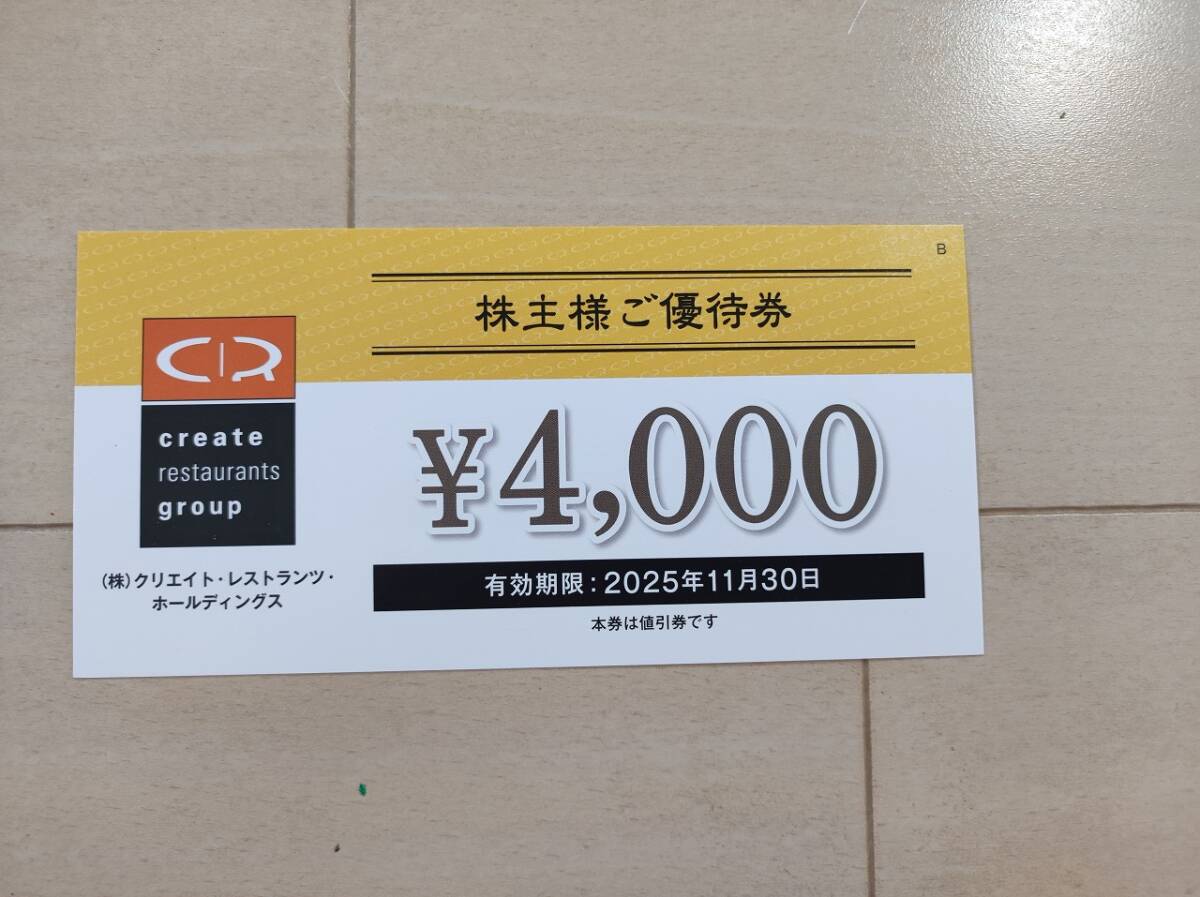 B
株主様ご優待券
CR
create
restaurants
group
(株)クリエイト・レストランツ・
ホールディングス
¥4,000
有効期限:2025年11月30日
本券は値引券です